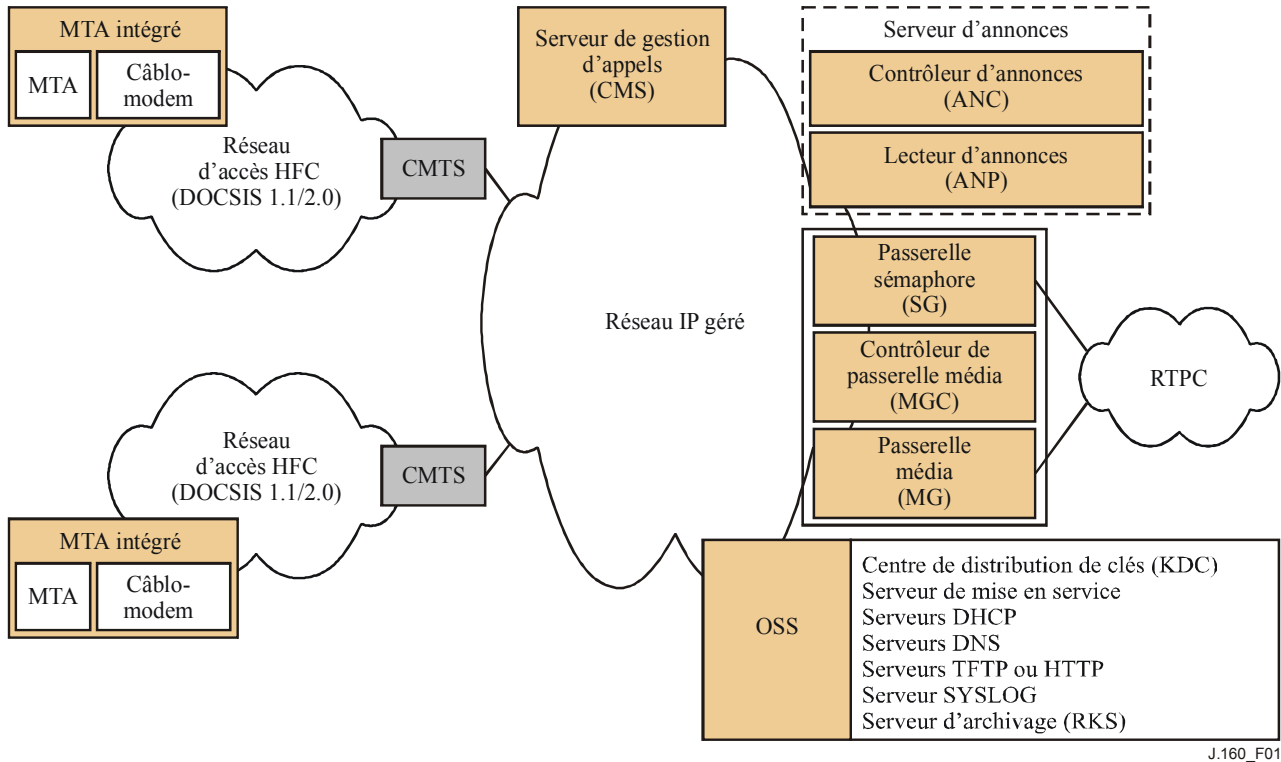 MTA intégré
MTA
Câblo-
modem
Réseau
d'accès HFC
(DOCSIS 1.1/2.0)
CMTS
Serveur de gestion
d'appels
(CMS)
Serveur d'annonces
Contrôleur d'annonces
(ANC)
Lecteur d'annonces
(ANP)
Réseau IP géré
Passerelle
sémaphore
(SG)
Contrôleur de
passerelle média
(MGC)
Passerelle
média
(MG)
RTPC
Réseau
d'accès HFC
(DOCSIS 1.1/2.0)
CMTS
MTA intégré
MTA
Câblo-
modem
OSS
Centre de distribution de clés (KDC)
Serveur de mise en service
Serveurs DHCP
Serveurs DNS
Serveurs TFTP ou HTTP
Serveur SYSLOG
Serveur d'archivage (RKS)
J.160_F01